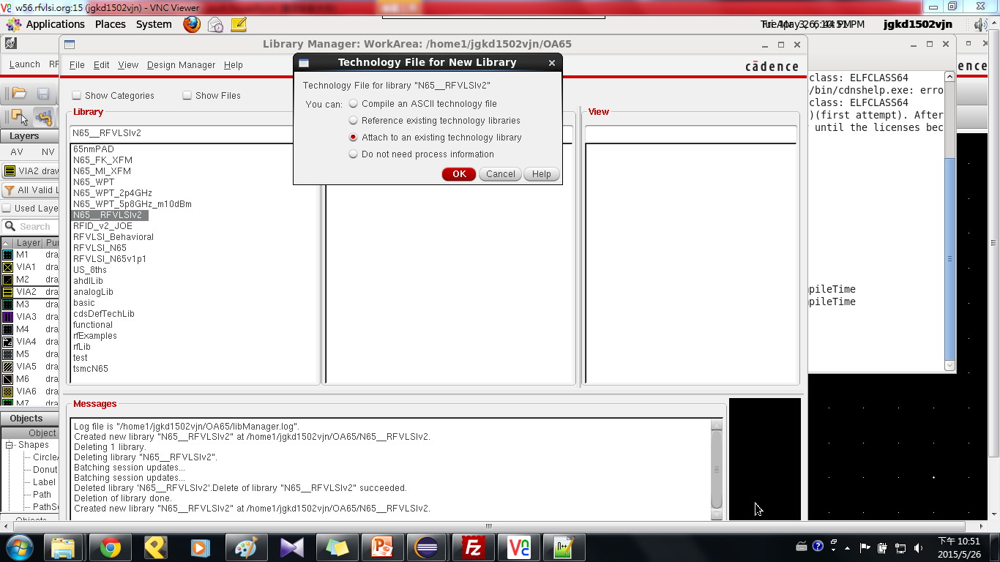 w56.rfvlsi.org:15 (jgkd1502vjn) - VNC Viewer
Applications Places System
jgkd1502vjn
Library Manager: WorkArea: /home1/jgkd1502vjn/OA65
Launch
File Edit View Design Manager Help
cādence
Technology File for New Library
Technology File for library "N65__RFVLSIv2"
You can:
Compile an ASCII technology file
Reference existing technology libraries
Attach to an existing technology library
Do not need process information
OK Cancel Help
Show Categories
Show Files
Library
View
N65__RFVLSIv2
65nmPAD
N65_FK_XFM
N65_MI_XFM
N65_WPT
N65_WPT_2p4GHz
N65_WPT_5p8GHz_m10dBm
N65__RFVLSIv2
RFID_v2_JOE
RFVLSI_Behavioral
RFVLSI_N65
RFVLSI_N65v1p1
US_8ths
ahdlLib
analogLib
basic
cdsDefTechLib
functional
rfExamples
rfLib
test
tsmcN65
Messages
Log file is "/home1/jgkd1502vjn/OA65/libManager.log".
Created new library "N65__RFVLSIv2" at /home1/jgkd1502vjn/OA65/N65__RFVLSIv2.
Deleting 1 library.
Deleting library "N65__RFVLSIv2".
Batching session updates...
Batching session updates...
Deleted library 'N65__RFVLSIv2'.Delete of library "N65__RFVLSIv2" succeeded.
Deletion of library done.
Created new library "N65__RFVLSIv2" at /home1/jgkd1502vjn/OA65/N65__RFVLSIv2.
Layers
AV NV
VIA2 drav
All Valid L
Used Laye
Search
Layer Pur
M1 dra
VIA1 dra
M2 dra
VIA2 dra
M3 dra
VIA3 dra
M4 dra
VIA4 dra
M5 dra
VIA5 dra
M6 dra
VIA6 dra
M7 dra
Objects
Object
Shapes
Circle/
Donut
Label
Path
PathSe
class: ELFCLASS64
/bin/cdnshelp.exe: erro
class: ELFCLASS64
)(first attempt). After
until the licenses bec
pileTime
pileTime
ence
下午 10:51
2015/5/26